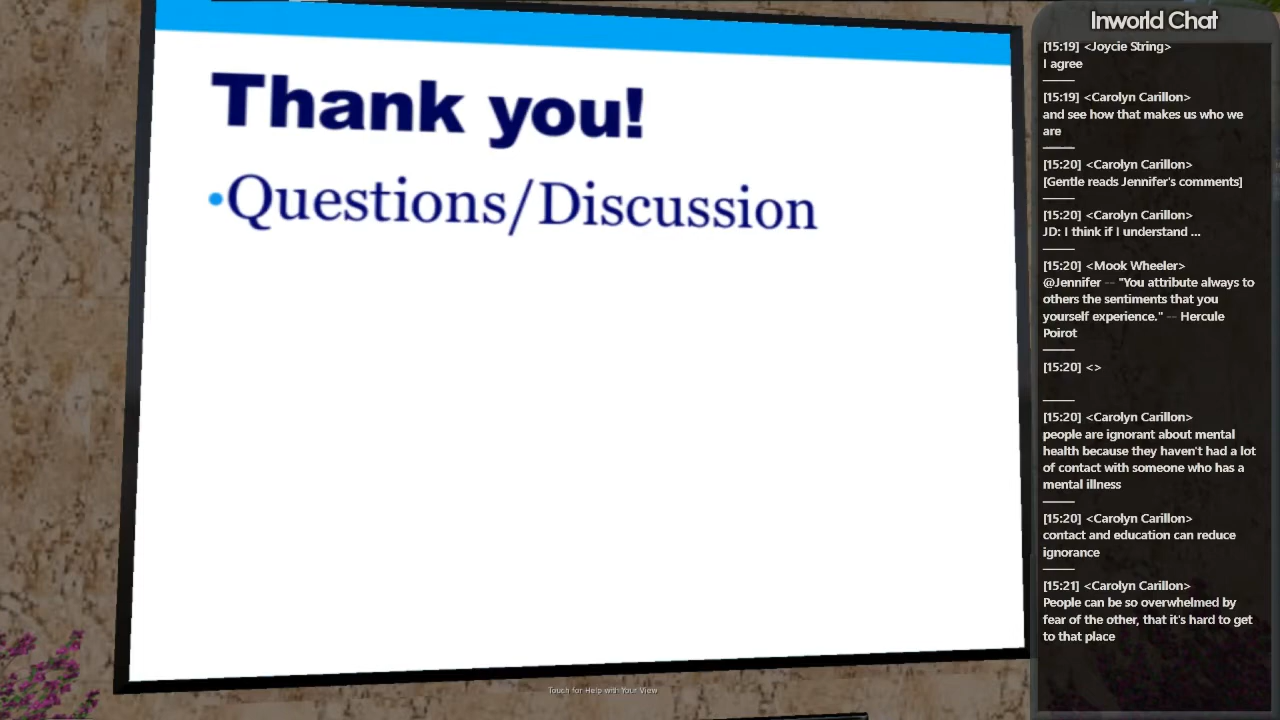 Thank you!
•Questions/Discussion
Touch for Help with Your View
Inworld Chat
[15:19] <Joycie String>
I agree
[15:19] <Carolyn Carillon>
and see how that makes us who we
are
[15:20] <Carolyn Carillon>
[Gentle reads Jennifer's comments]
[15:20] <Carolyn Carillon>
JD: I think if I understand ...
[15:20] <Mook Wheeler>
@Jennifer -- "You attribute always to
others the sentiments that you
yourself experience." -- Hercule
Poirot
[15:20] <>
[15:20] <Carolyn Carillon>
people are ignorant about mental
health because they haven't had a lot
of contact with someone who has a
mental illness
[15:20] <Carolyn Carillon>
contact and education can reduce
ignorance
[15:21] <Carolyn Carillon>
People can be so overwhelmed by
fear of the other, that it's hard to get
to that place